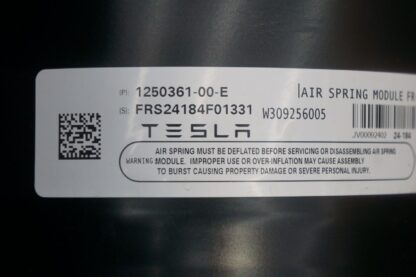 (P): 1250361-00-E
(S): FRS24184F01331
TESLA
AIR SPRING MODULE FR
W309256005
JV00092402 24-184
AIR SPRING MUST BE DEFLATED BEFORE SERVICING OR DISASSEMBLING AIR SPRING
WARNING: MODULE. IMPROPER USE OR OVER-INFLATION MAY CAUSE ASSEMBLY
TO BURST CAUSING PROPERTY DAMAGE OR SEVERE PERSONAL INJURY.